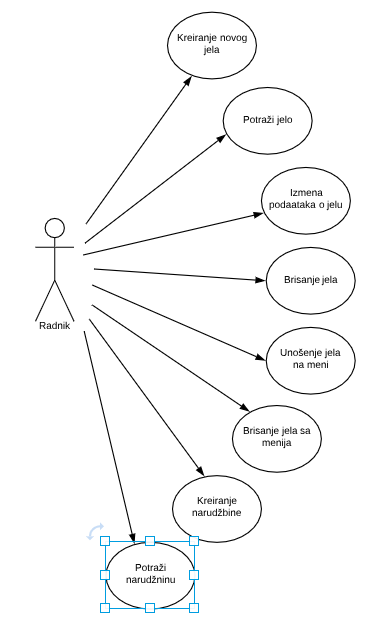 Kreiranje novog
jela
Potraži jelo
Izmena
podaataka o jelu
Brisanje jela
Unošenje jela
na meni
Radnik
Brisanje jela sa
menija
Kreiranje
narudžbine
Potraži
narudžninu